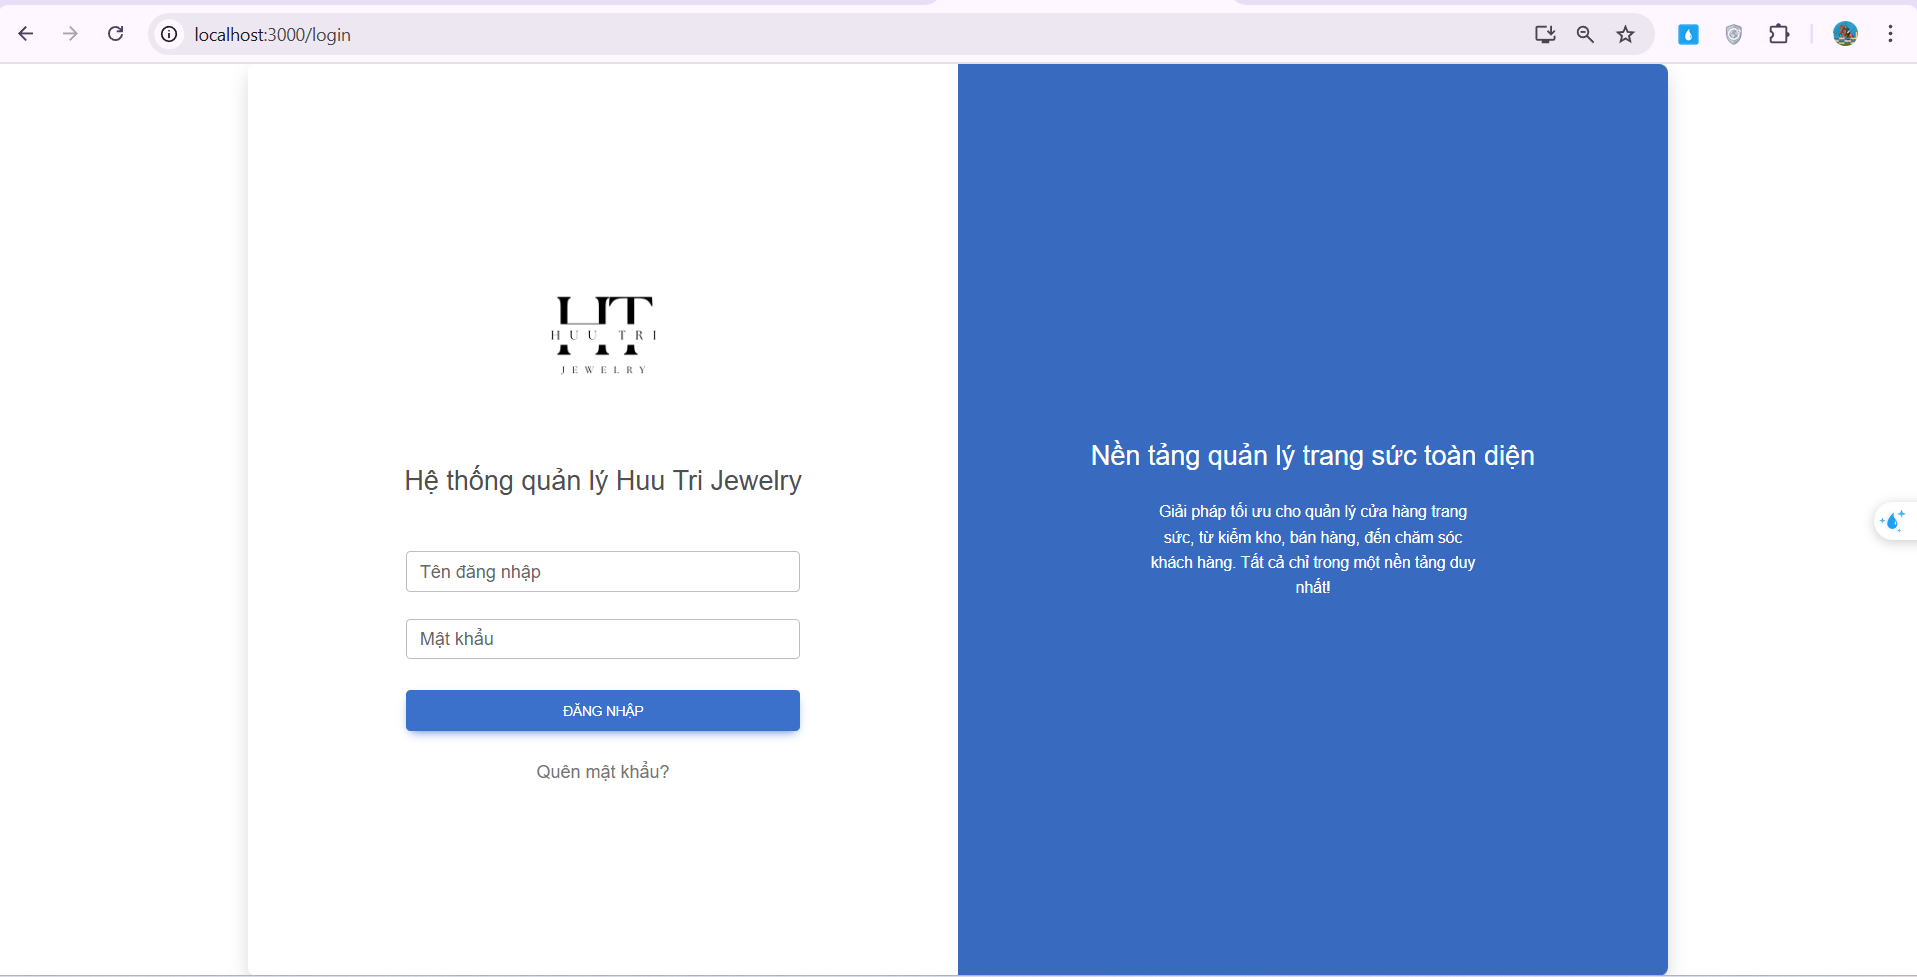 localhost:3000/login
HT
HUU TRI
JEWELRY
Hệ thống quản lý Huu Tri Jewelry
Tên đăng nhập
Mật khẩu
ĐĂNG NHẬP
Quên mật khẩu?
Nền tảng quản lý trang sức toàn diện
Giải pháp tối ưu cho quản lý cửa hàng trang
sức, từ kiểm kho, bán hàng, đến chăm sóc
khách hàng. Tất cả chỉ trong một nền tảng duy
nhất!